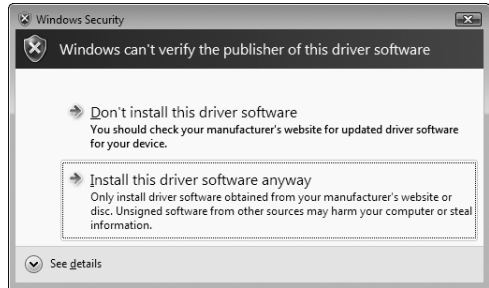 Windows Security
Windows can't verify the publisher of this driver software
Don't install this driver software
You should check your manufacturer's website for updated driver software
for your device.
Install this driver software anyway
Only install driver software obtained from your manufacturer's website or
disc. Unsigned software from other sources may harm your computer or steal
information.
See details